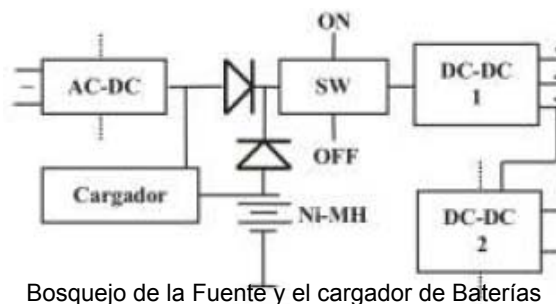 ON
AC-DC
SW
DC-DC
1
OFF
Cargador
Ni-MH
DC-DC
2
Bosquejo de la Fuente y el cargador de Baterías